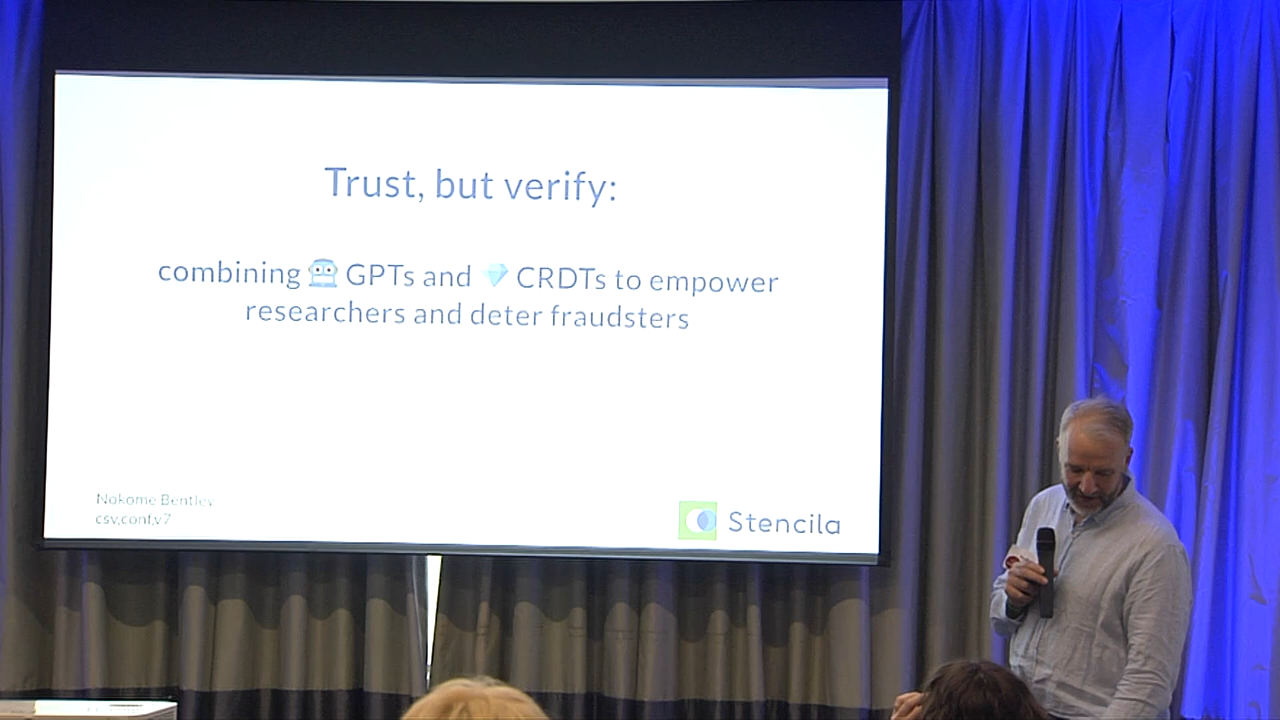 Trust, but verify:
combining GPTs and CRDTs to empower
researchers and deter fraudsters
Nokome Bentley
csv,conf,v7
Stencila